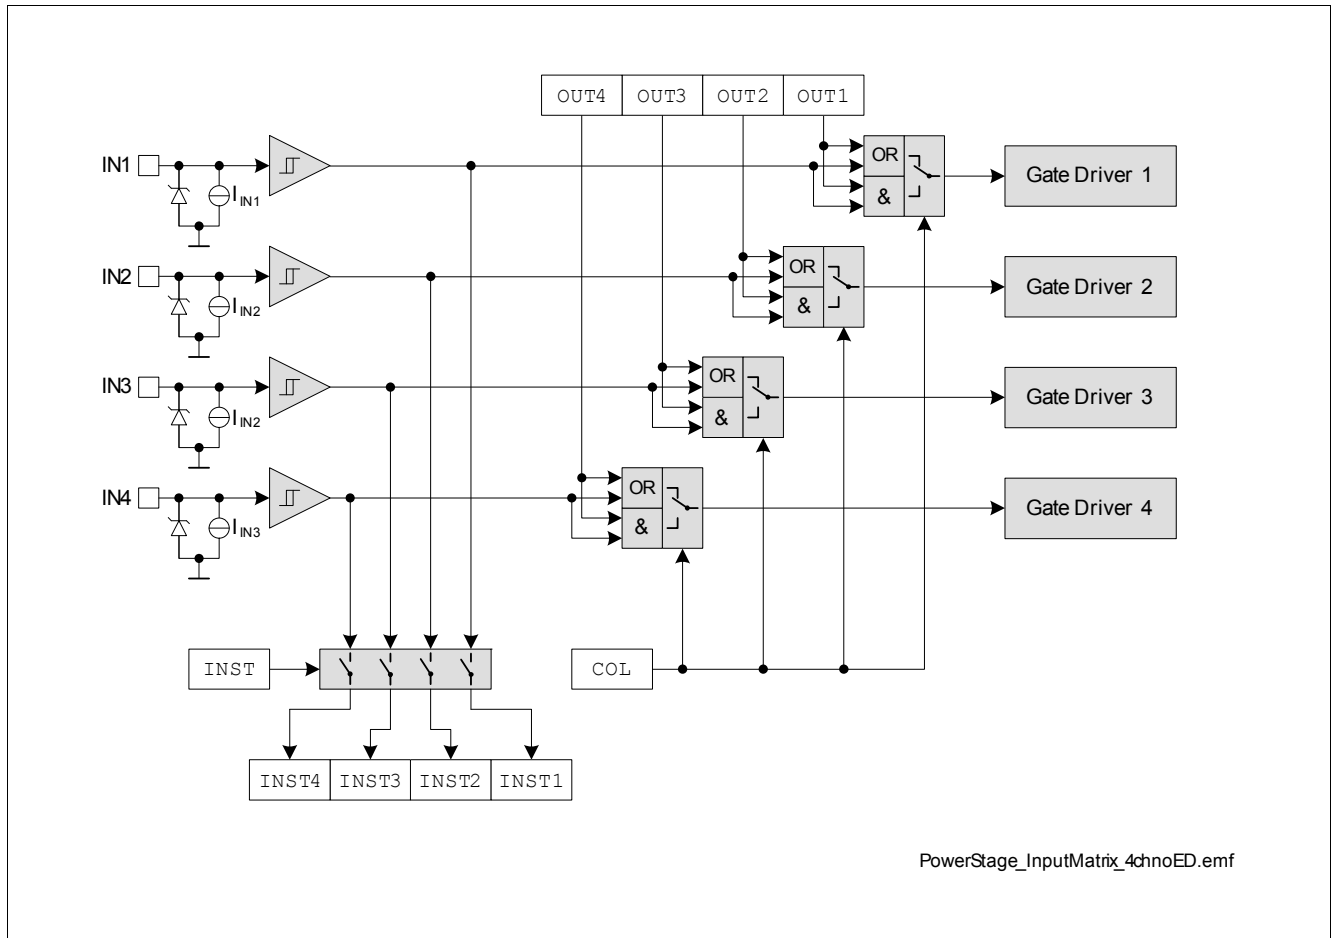 OUT4 OUT3 OUT2 OUT1
IN1
I IN1
OR
&
Gate Driver 1
IN2
I IN2
OR
&
Gate Driver 2
IN3
I IN2
OR
&
Gate Driver 3
IN4
I IN3
OR
&
Gate Driver 4
INST
COL
INST4 INST3 INST2 INST1
PowerStage_InputMatrix_4chnoED.emf